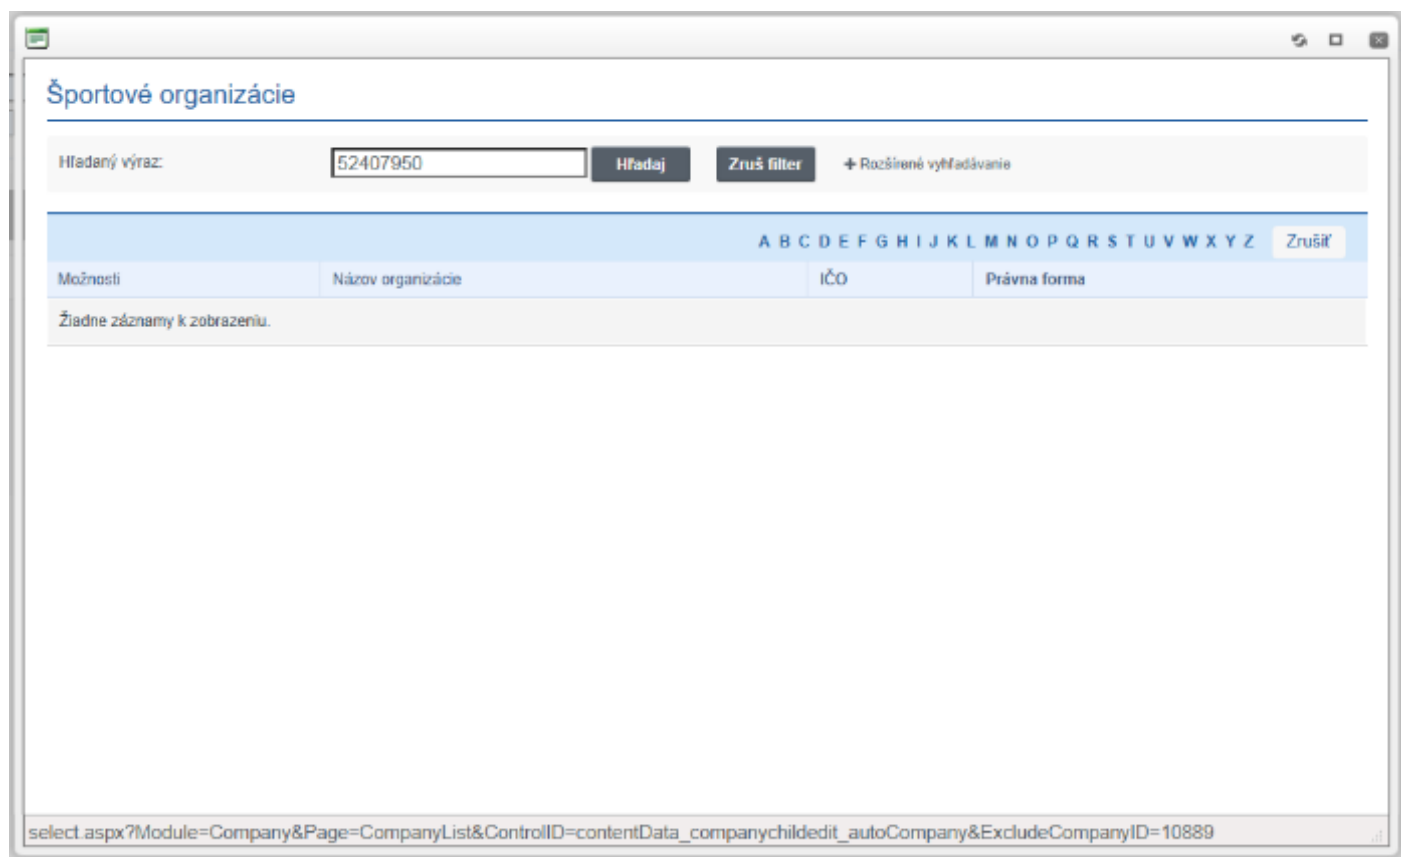 Športové organizácie
Hľadaný výraz: 52407950 Hľadaj Zruš filter + Rozšírené vyhľadávanie
A B C D E F G H I J K L M N O P Q R S T U V W X Y Z Zrušiť
Možnosti Názov organizácie IČO Právna forma
Žiadne záznamy k zobrazeniu.
select.aspx?Module=Company&Page=CompanyList&ControlID=contentData_companychildedit_autoCompany&ExcludeCompanyID=10889